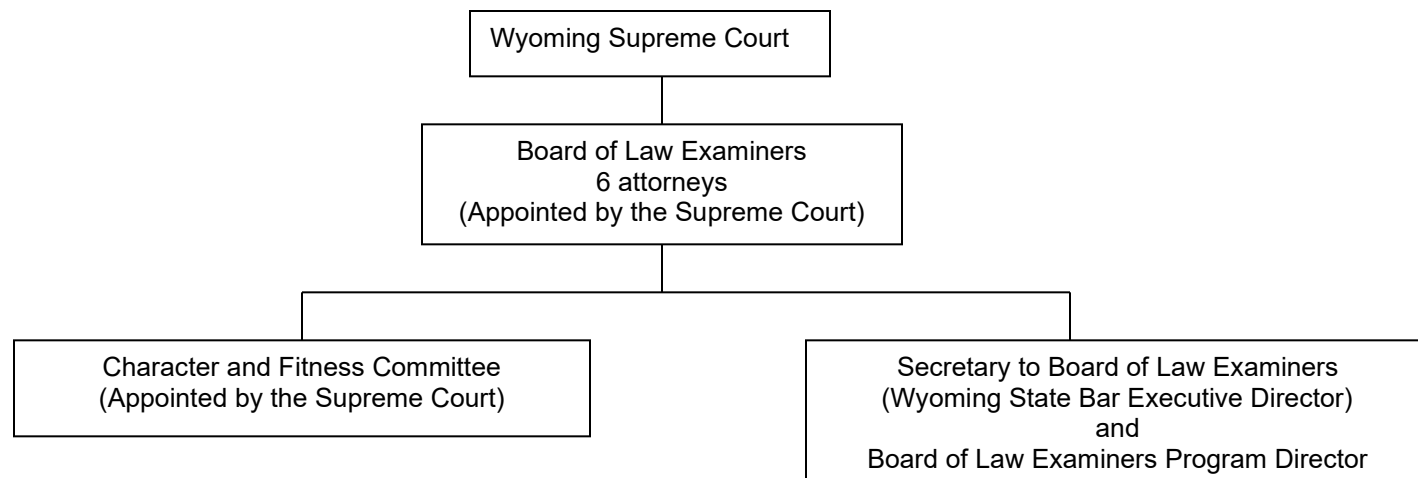 Wyoming Supreme Court
Board of Law Examiners
6 attorneys
(Appointed by the Supreme Court)
Character and Fitness Committee
(Appointed by the Supreme Court)
Secretary to Board of Law Examiners
(Wyoming State Bar Executive Director)
and
Board of Law Examiners Program Director